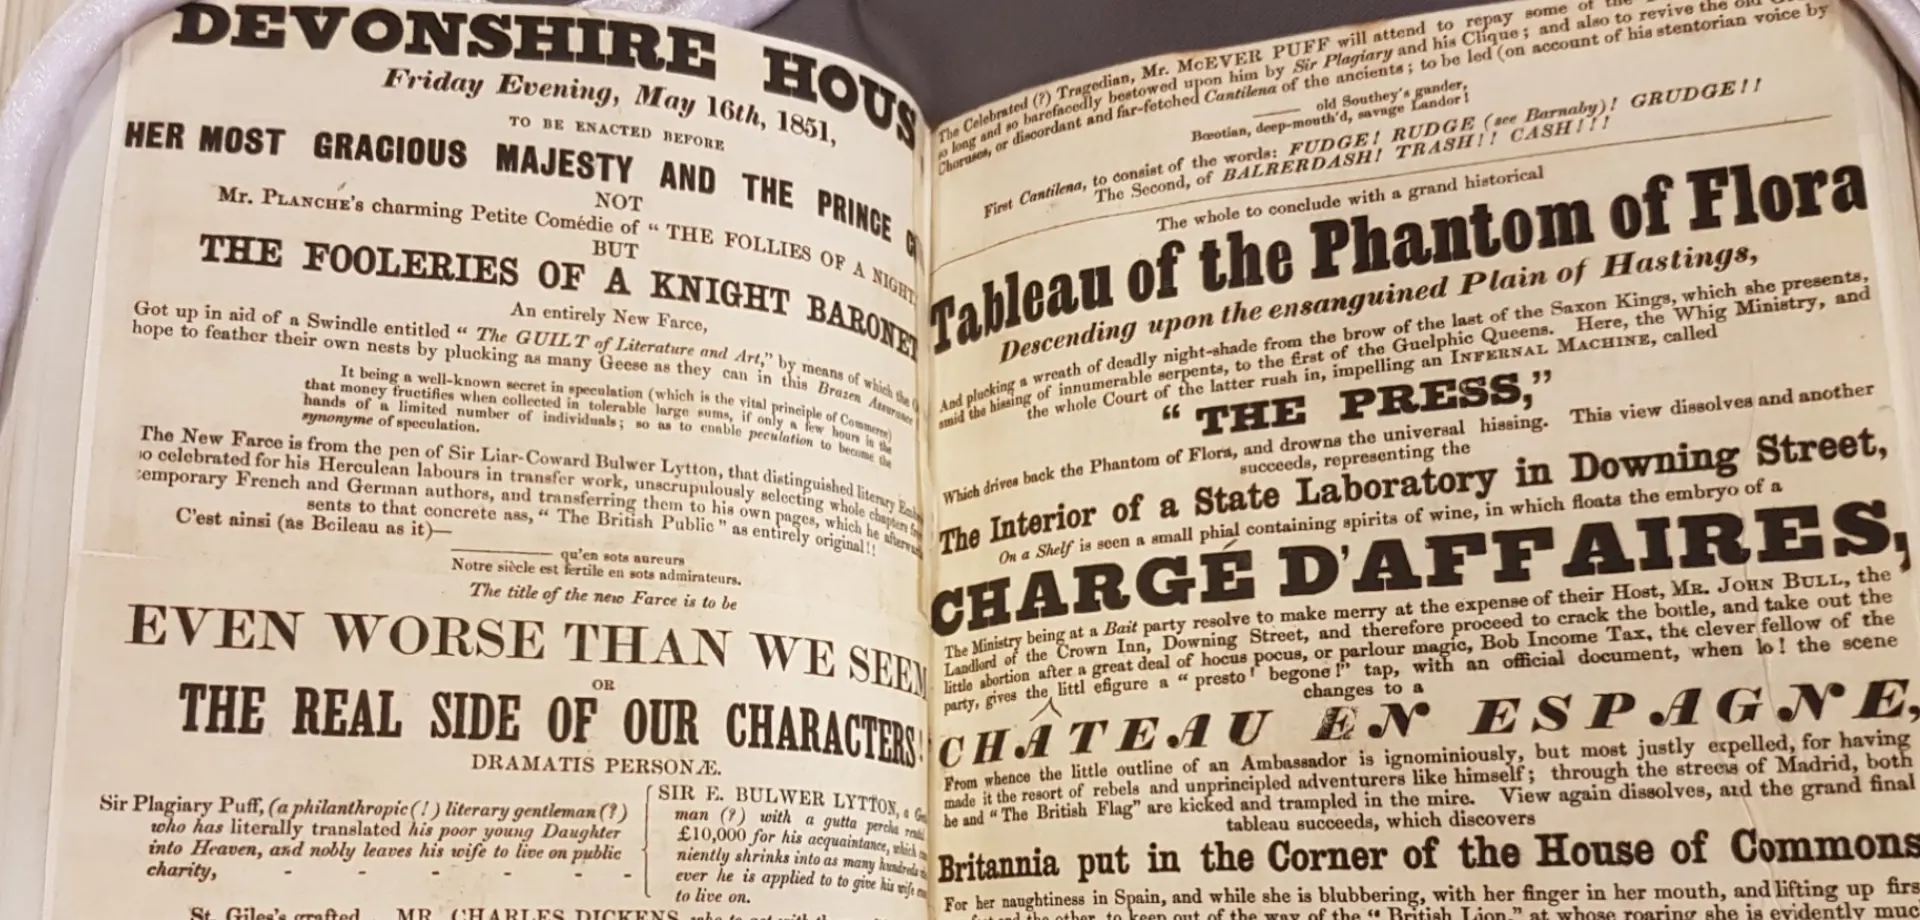 DEVONSHIRE HOUS
Friday Evening, May 16th, 1851,
TO BE ENACTED BEFORE
HER MOST GRACIOUS MAJESTY AND THE PRINCE
NOT
Mr. PLANCHE'S charming Petite Comédie of "THE FOLLIES OF A NIGHT,
BUT
THE FOOLERIES OF A KNIGHT BARONET
An entirely New Farce,
Got up in aid of a Swindle entitled "The GUILT of Literature and Art," by means of which the
hope to feather their own nests by plucking as many Geese as they can in this Brazen Assurance
It being a well-known secret in speculation (which is the vital principle of Commerce)
that money fructifies when collected in tolerable large sums, if only a few hours in the
hands of a limited number of individuals; so as to enable peculation to become the
synonyme of speculation.
The New Farce is from the pen of Sir Liar-Coward Bulwer Lytton, that distinguished literary
so celebrated for his Herculean labours in transfer work, unscrupulously selecting whole chapters from
temporary French and German authors, and transferring them to his own pages, which he afterwards
sents to that concrete ass, "The British Public" as entirely original!!
C'est ainsi (as Boileau as it)—
qu'en sots aureurs
Notre siècle est fertile en sots admirateurs.
The title of the new Farce is to be
EVEN WORSE THAN WE SEEM
OR
THE REAL SIDE OF OUR CHARACTERS!
DRAMATIS PERSONÆ.
Sir Plagiary Puff, (a philanthropic (!) literary gentleman (?)
who has literally translated his poor young Daughter
into Heaven, and nobly leaves his wife to live on public
charity, - - - - - -
SIR E. BULWER LYTTON, a
man (?) with a gutta percha
£10,000 for his acquaintance, which
niently shrinks into as many hundreds
ever he is applied to to give his wife
to live on.
St. Giles's grafted MR. CHARLES DICKENS
The Celebrated (?) Tragedian, Mr. McEVER PUFF will attend to repay some of the
so long and so barefacedly bestowed upon him by Sir Plagiary and his Clique; and also to revive the old
Choruses, or discordant and far-fetched Cantilena of the ancients; to be led (on account of his stentorian voice by
old Southey's gander,
Bœotian, deep-mouth'd, savage Landor!
First Cantilena, to consist of the words: FUDGE! RUDGE (see Barnaby)! GRUDGE!!
The Second, of BALRERDASH! TRASH!! CASH!!!
The whole to conclude with a grand historical
Tableau of the Phantom of Flora
Descending upon the ensanguined Plain of Hastings,
And plucking a wreath of deadly night-shade from the brow of the last of the Saxon Kings, which she presents,
amid the hissing of innumerable serpents, to the first of the Guelphic Queens. Here, the Whig Ministry, and
the whole Court of the latter rush in, impelling an INFERNAL MACHINE, called
"THE PRESS,"
Which drives back the Phantom of Flora, and drowns the universal hissing. This view dissolves and another
succeeds, representing the
The Interior of a State Laboratory in Downing Street,
On a Shelf is seen a small phial containing spirits of wine, in which floats the embryo of a
CHARGÉ D'AFFAIRES,
The Ministry being at a Bait party resolve to make merry at the expense of their Host, MR. JOHN BULL, the
Landlord of the Crown Inn, Downing Street, and therefore proceed to crack the bottle, and take out the
little abortion after a great deal of hocus pocus, or parlour magic, Bob Income Tax, the clever fellow of the
party, gives the littl efigure a "presto! begone!" tap, with an official document, when lo! the scene
changes to a
CHÂTEAU EN ESPAGNE,
From whence the little outline of an Ambassador is ignominiously, but most justly expelled, for having
made it the resort of rebels and unprincipled adventurers like himself; through the streets of Madrid, both
he and "The British Flag" are kicked and trampled in the mire. View again dissolves, and the grand final
tableau succeeds, which discovers
Britannia put in the Corner of the House of Commons
For her naughtiness in Spain, and while she is blubbering, with her finger in her mouth, and lifting up firs
the other, to keep out of the way of the "British Lion," at whose roaring she is evidently muc